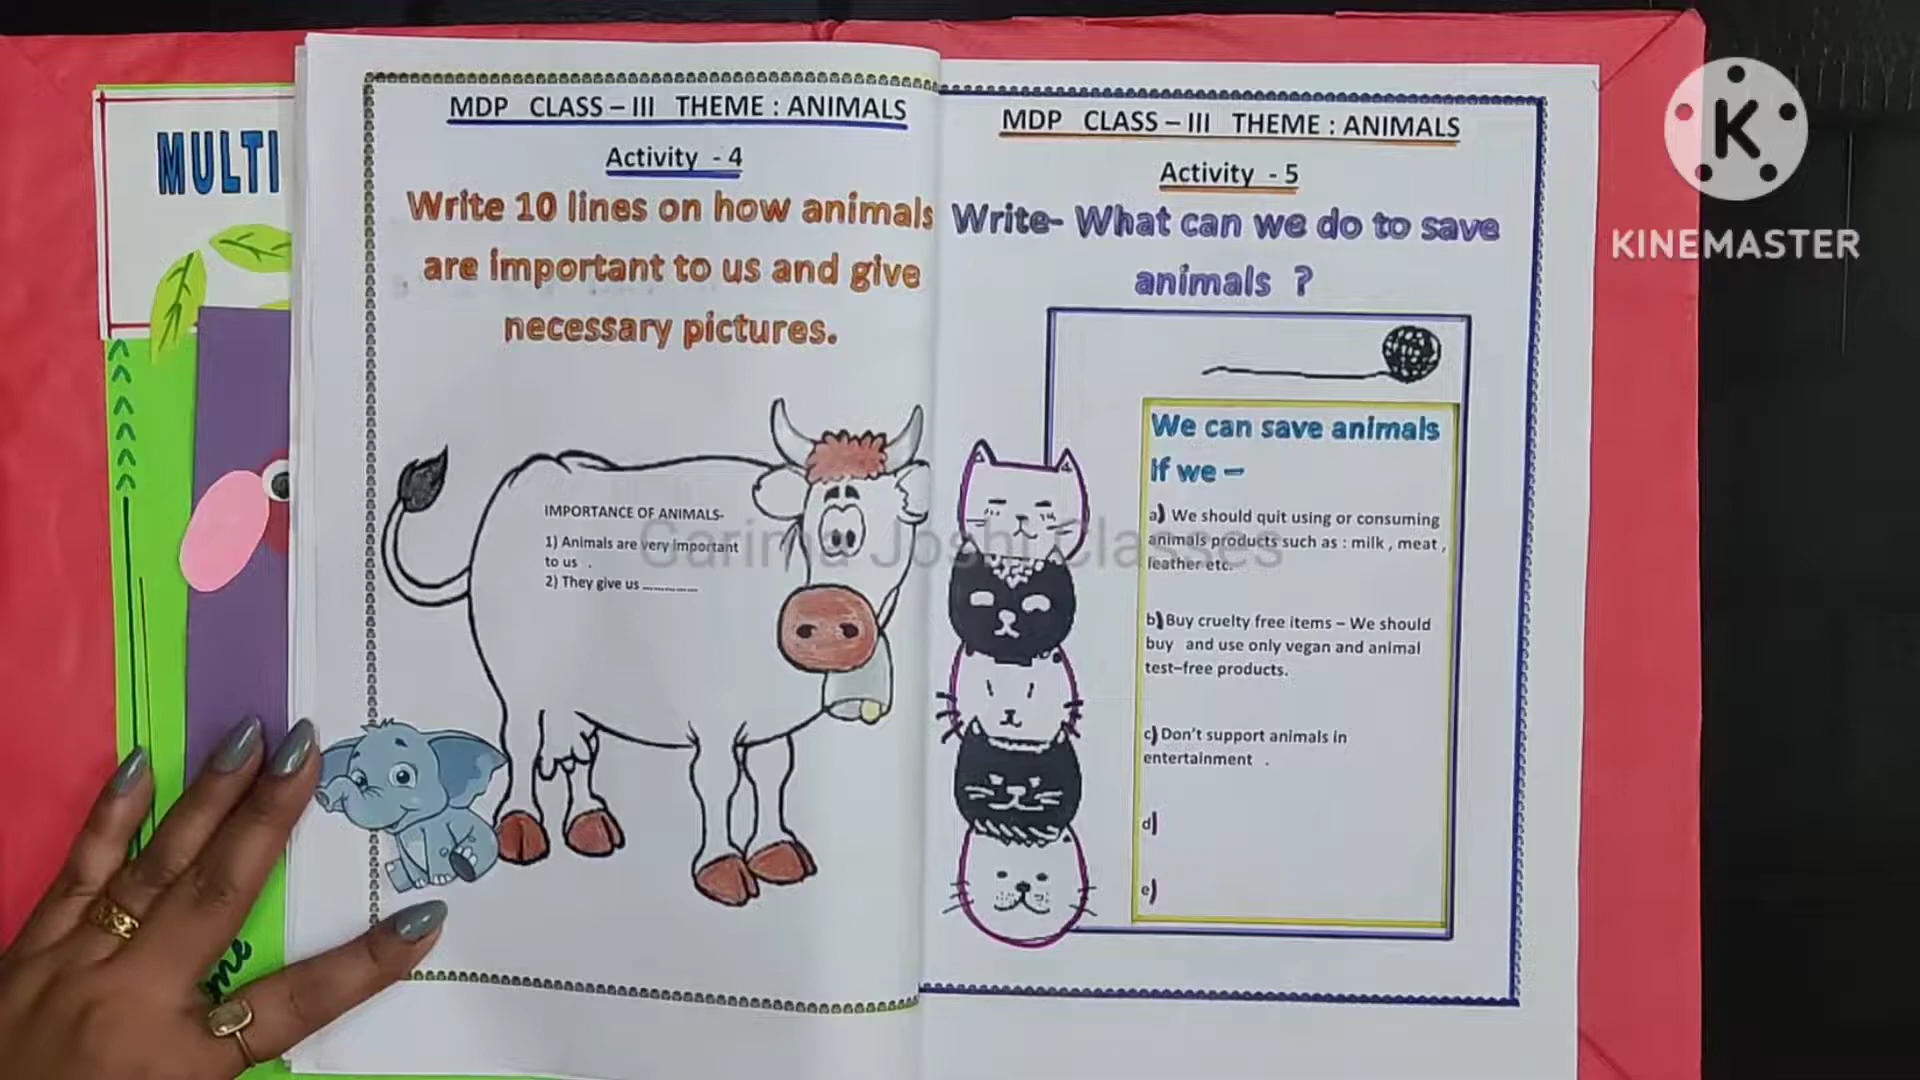 MULTI
MDP CLASS – III THEME : ANIMALS
Activity - 4
Write 10 lines on how animals
are important to us and give
necessary pictures.
IMPORTANCE OF ANIMALS-
1) Animals are very important
to us .
2) They give us .............
MDP CLASS – III THEME : ANIMALS
Activity - 5
Write- What can we do to save
animals ?
We can save animals
if we –
a) We should quit using or consuming
animals products such as : milk , meat ,
leather etc.
b) Buy cruelty free items – We should
buy and use only vegan and animal
test–free products.
c) Don't support animals in
entertainment .
d)
e)
Garima Joshi Classes
K
KINEMASTER